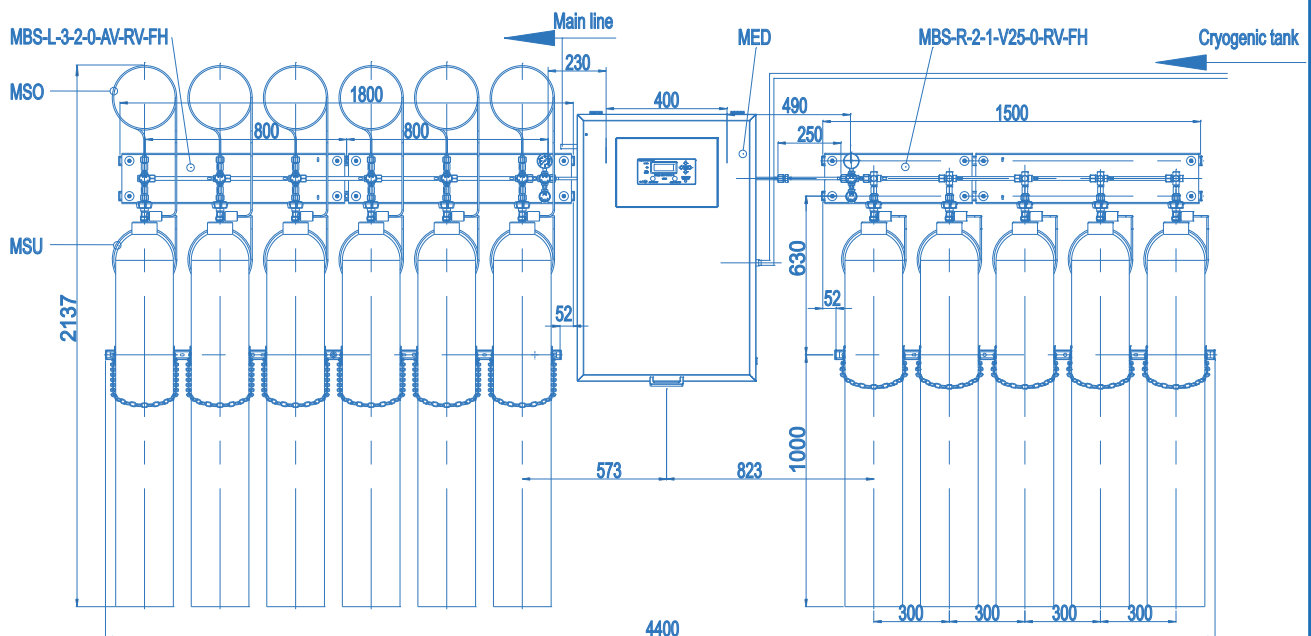 Main line
MBS-L-3-2-0-AV-RV-FH
MED
MBS-R-2-1-V25-0-RV-FH
Cryogenic tank
230
MSO
1800
400
490
1500
800
800
250
MSU
630
2137
52
52
1000
573
823
300
300
300
300
4400